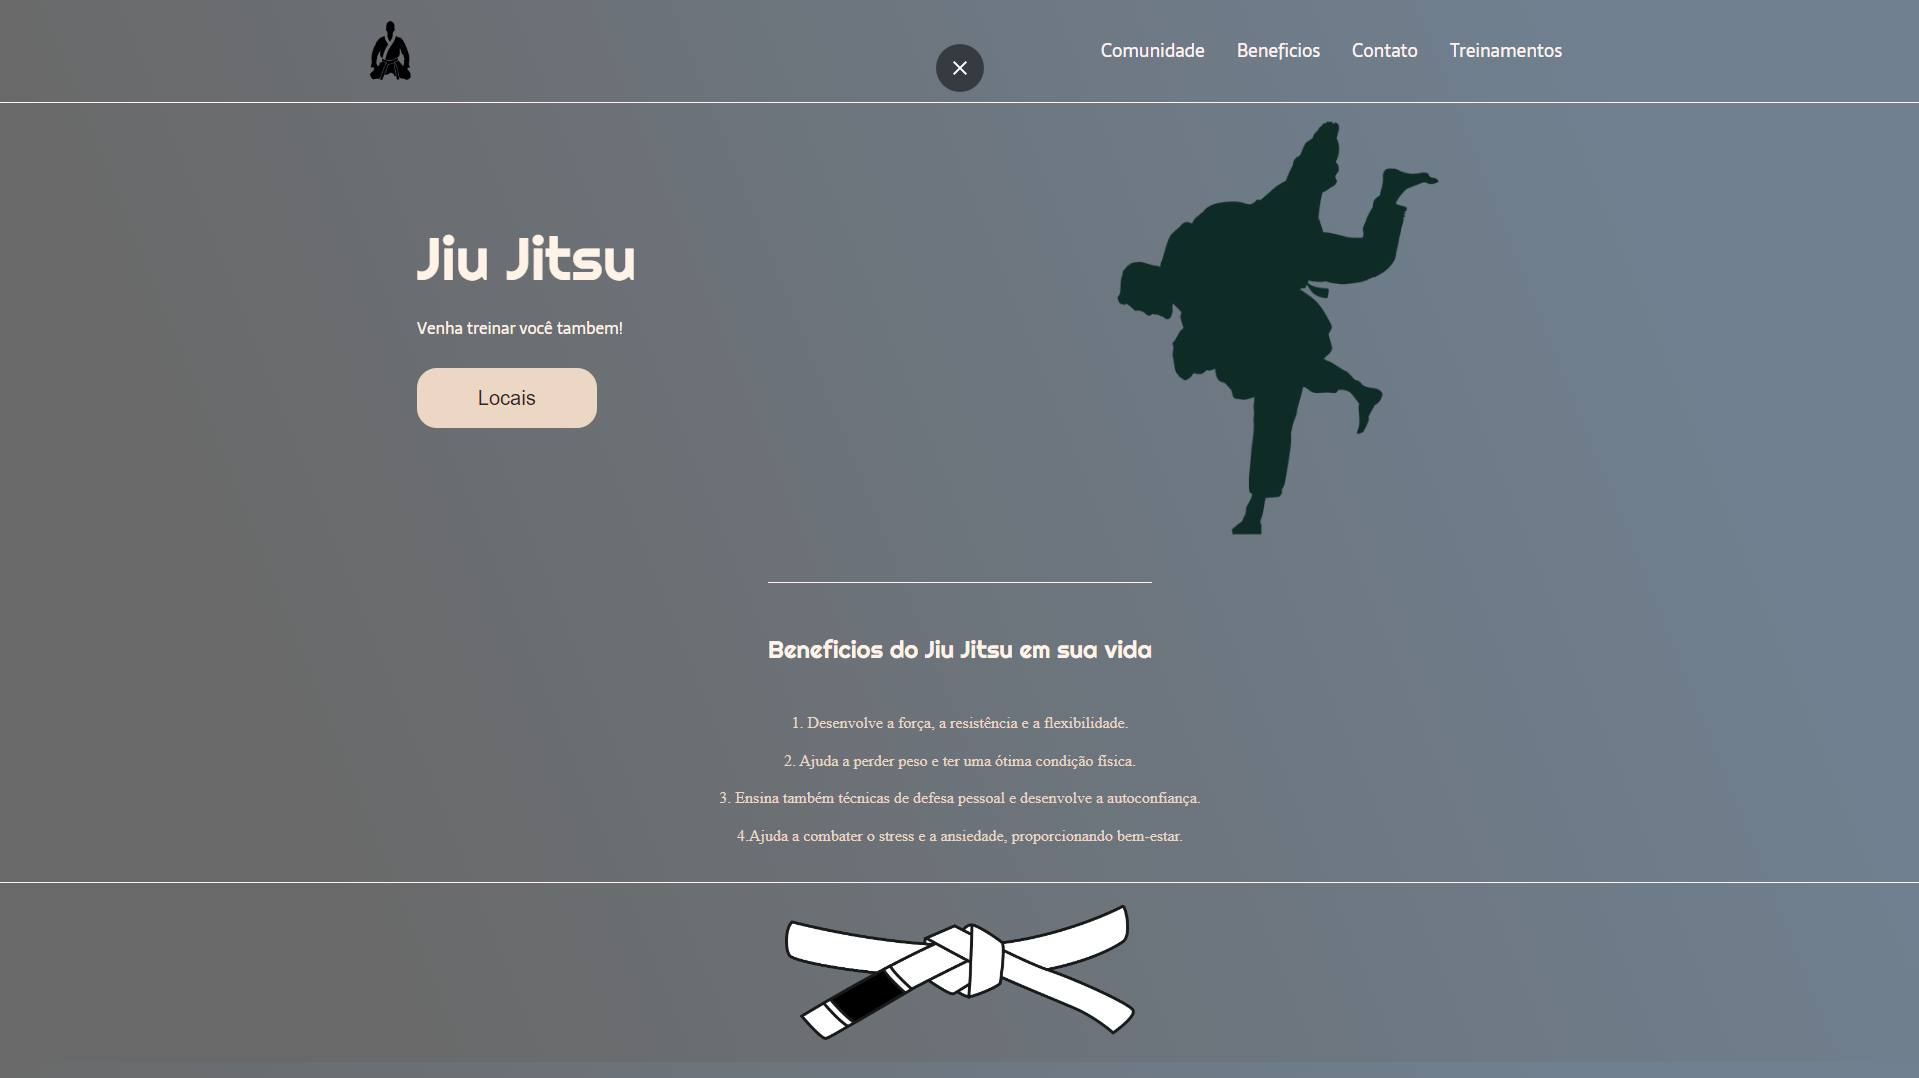 Comunidade Beneficios Contato Treinamentos
Jiu Jitsu
Venha treinar você tambem!
Locais
Beneficios do Jiu Jitsu em sua vida
1. Desenvolve a força, a resistência e a flexibilidade.
2. Ajuda a perder peso e ter uma ótima condição física.
3. Ensina também técnicas de defesa pessoal e desenvolve a autoconfiança.
4.Ajuda a combater o stress e a ansiedade, proporcionando bem-estar.